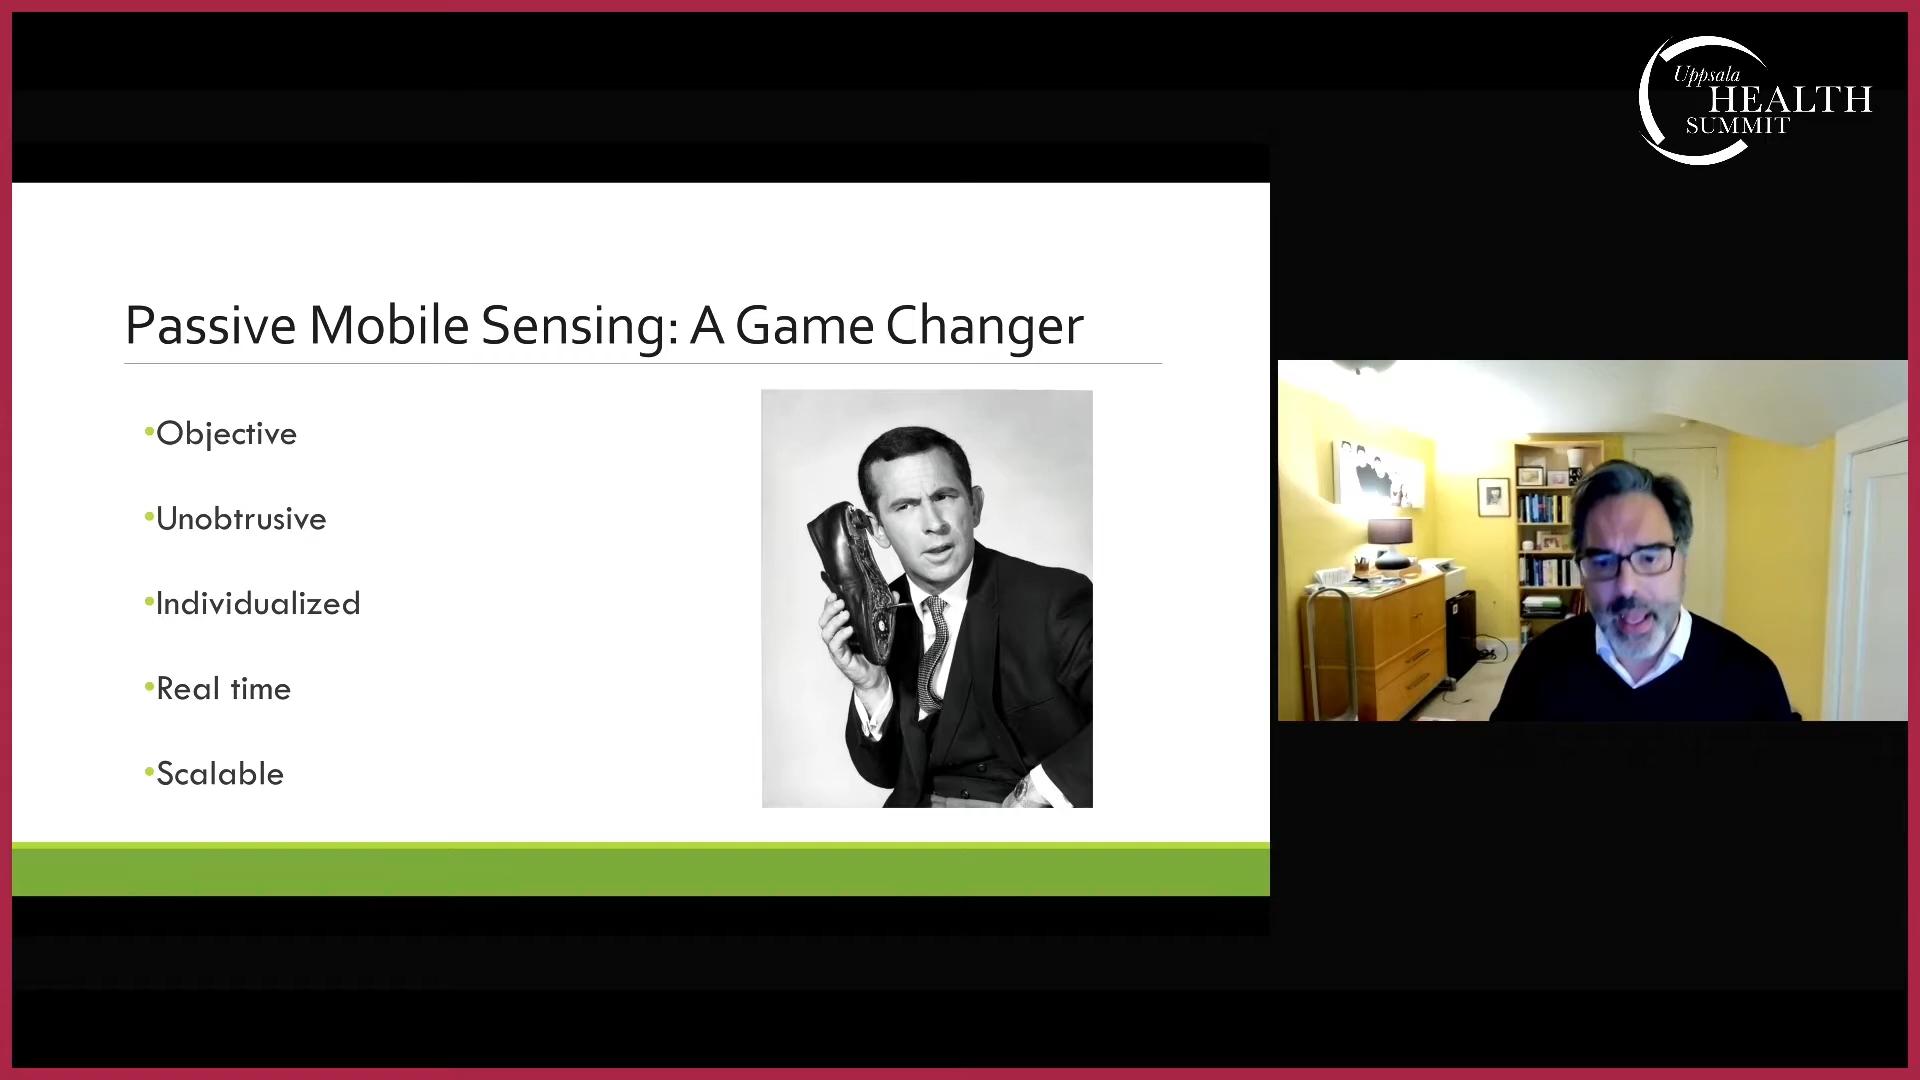 Uppsala
HEALTH
SUMMIT
Passive Mobile Sensing: A Game Changer
•Objective
•Unobtrusive
•Individualized
•Real time
•Scalable